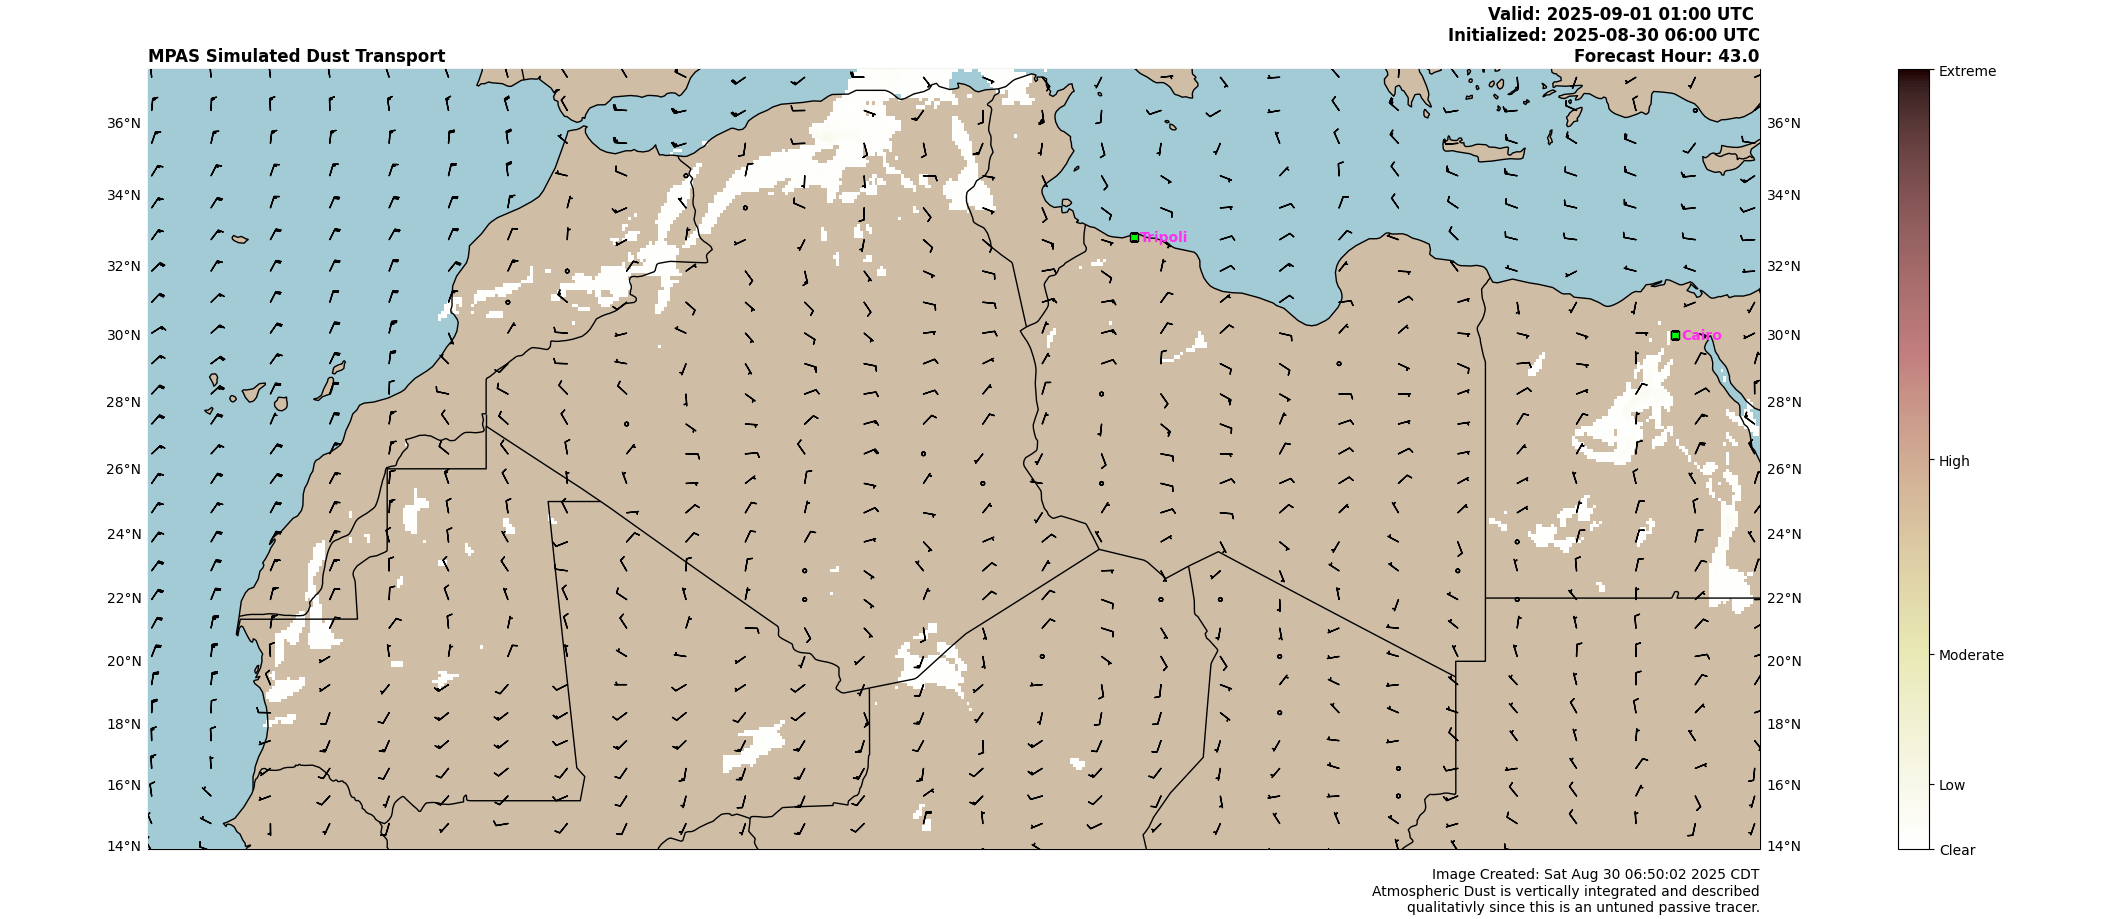 Valid: 2025-09-01 01:00 UTC
Initialized: 2025-08-30 06:00 UTC
MPAS Simulated Dust Transport
Forecast Hour: 43.0
Extreme
36°N
36°N
34°N
34°N
Tripoli
32°N
32°N
30°N
Cairo
30°N
28°N
28°N
26°N
26°N
High
24°N
24°N
22°N
22°N
20°N
20°N
Moderate
18°N
18°N
16°N
16°N
Low
14°N
14°N
Clear
Image Created: Sat Aug 30 06:50:02 2025 CDT
Atmospheric Dust is vertically integrated and described
qualitativly since this is an untuned passive tracer.